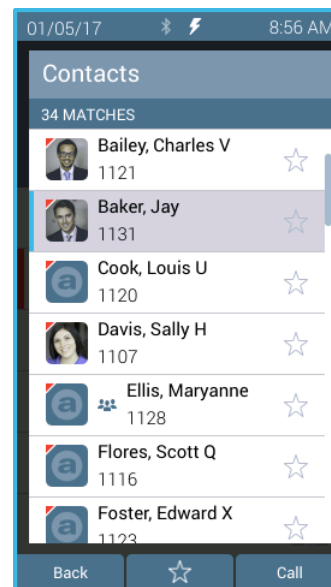 01/05/17 8:56 AM
Contacts
34 MATCHES
Bailey, Charles V
1121
Baker, Jay
1131
Cook, Louis U
1120
Davis, Sally H
1107
Ellis, Maryanne
1128
Flores, Scott Q
1116
Foster, Edward X
1123
Back Call